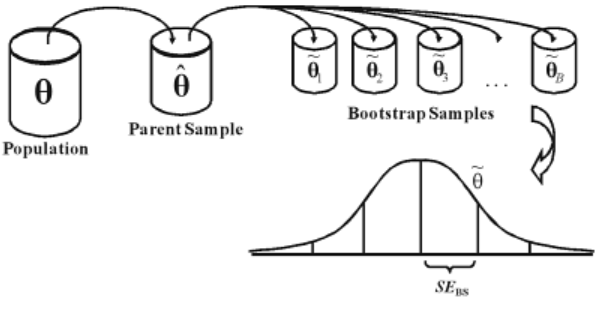 θ
θ̂
θ̃1
θ̃2
θ̃3
...
θ̃B
Population
Parent Sample
Bootstrap Samples
θ̃
SEBS